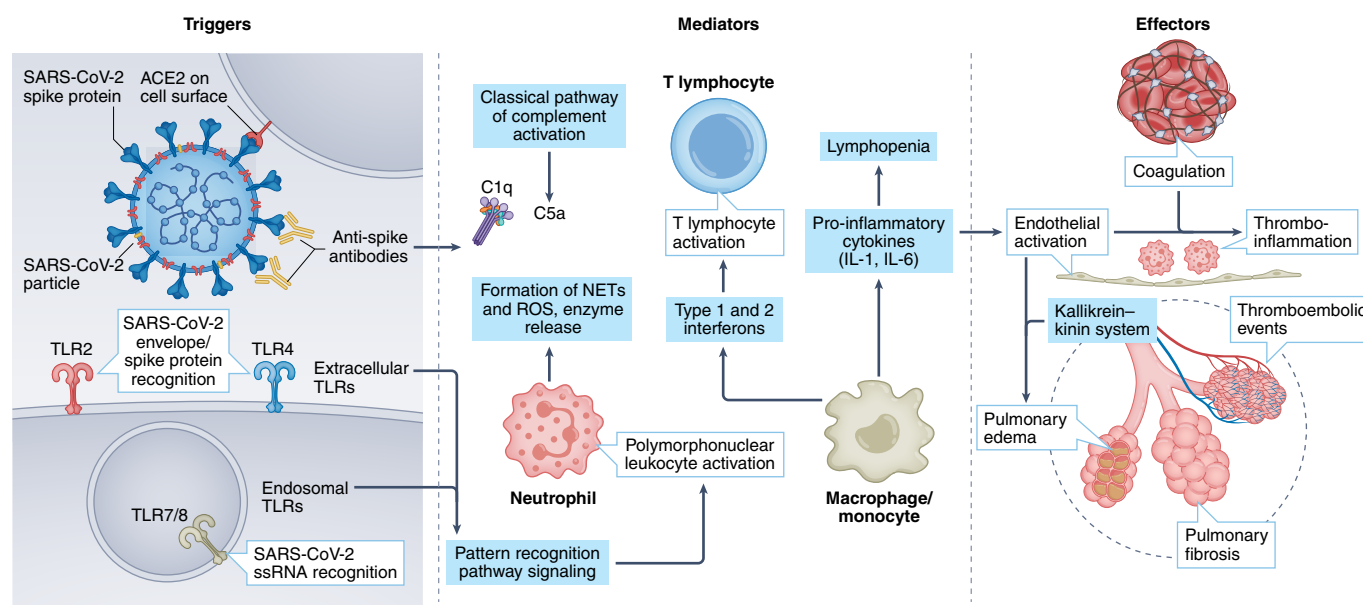 Triggers
Mediators
Effectors
SARS-CoV-2
spike protein
ACE2 on
cell surface
Anti-spike
antibodies
SARS-CoV-2
particle
SARS-CoV-2
envelope/
spike protein
recognition
TLR2
TLR4
Extracellular
TLRs
Endosomal
TLRs
TLR7/8
SARS-CoV-2
ssRNA recognition
Classical pathway
of complement
activation
C1q
C5a
Formation of NETs
and ROS, enzyme
release
Neutrophil
Polymorphonuclear
leukocyte activation
Pattern recognition
pathway signaling
T lymphocyte
T lymphocyte
activation
Type 1 and 2
interferons
Lymphopenia
Pro-inflammatory
cytokines
(IL-1, IL-6)
Macrophage/
monocyte
Coagulation
Endothelial
activation
Thrombo-
inflammation
Kallikrein–
kinin system
Thromboembolic
events
Pulmonary
edema
Pulmonary
fibrosis